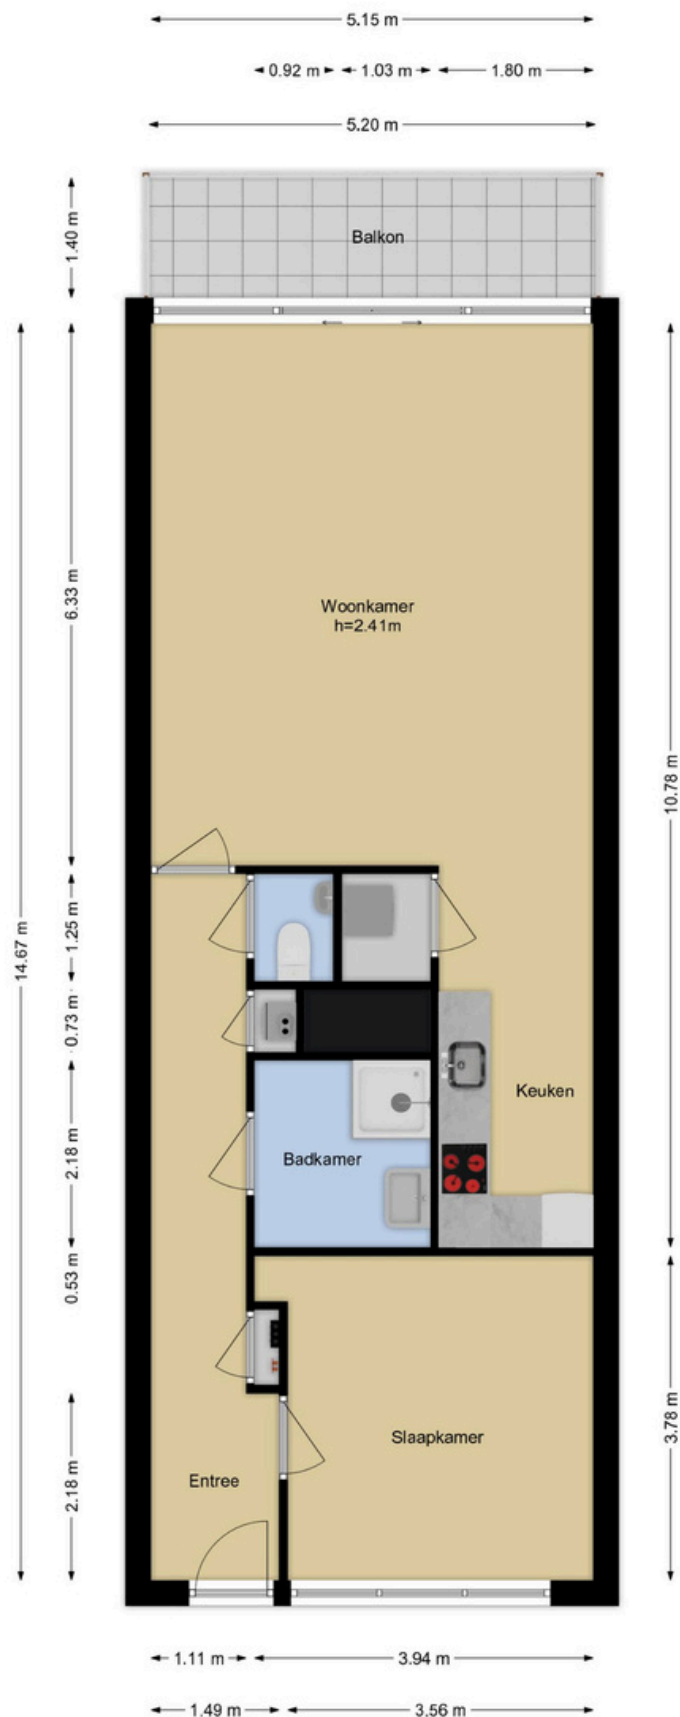 5.15 m
0.92 m
1.03 m
1.80 m
5.20 m
1.40 m
Balkon
6.33 m
Woonkamer
h=2.41m
10.78 m
14.67 m
1.25 m
0.73 m
Keuken
2.18 m
Badkamer
0.53 m
3.78 m
Slaapkamer
2.18 m
Entree
1.11 m
3.94 m
1.49 m
3.56 m